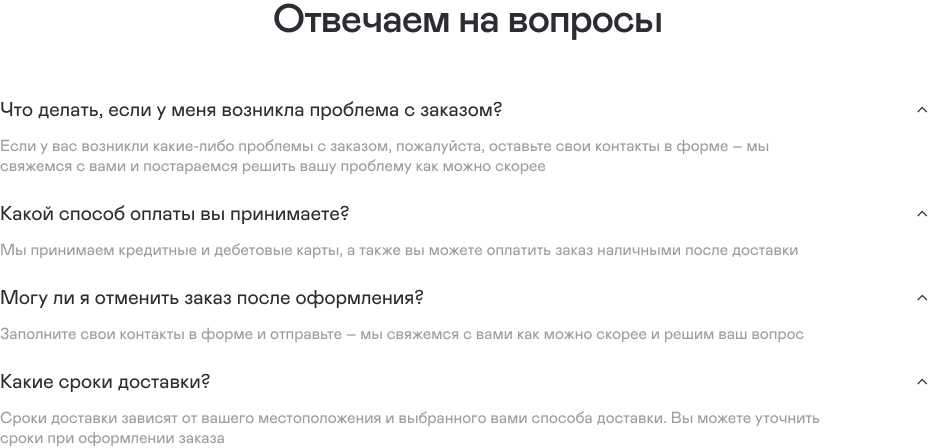 Отвечаем на вопросы
Что делать, если у меня возникла проблема с заказом?
Если у вас возникли какие-либо проблемы с заказом, пожалуйста, оставьте свои контакты в форме – мы
свяжемся с вами и постараемся решить вашу проблему как можно скорее
Какой способ оплаты вы принимаете?
Мы принимаем кредитные и дебетовые карты, а также вы можете оплатить заказ наличными после доставки
Могу ли я отменить заказ после оформления?
Заполните свои контакты в форме и отправьте – мы свяжемся с вами как можно скорее и решим ваш вопрос
Какие сроки доставки?
Сроки доставки зависят от вашего местоположения и выбранного вами способа доставки. Вы можете уточнить
сроки при оформлении заказа